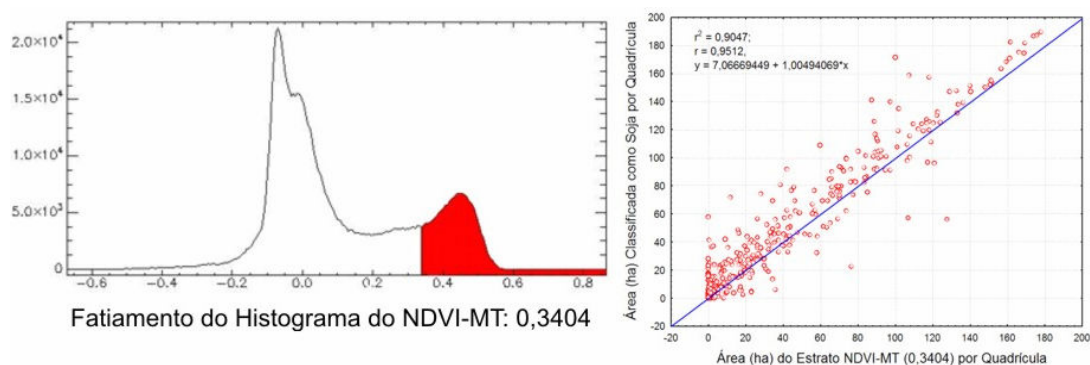 2.0×10⁴
1.5×10⁴
1.0×10⁴
5.0×10³
0
-0.6 -0.4 -0.2 0.0 0.2 0.4 0.6 0.8
Fatiamento do Histograma do NDVI-MT: 0,3404
Área (ha) Classificada como Soja por Quadrícula
200
180
160
140
120
100
80
60
40
20
0
-20
r² = 0,9047;
r = 0,9512,
y = 7,06669449 + 1,00494069*x
-20 0 20 40 60 80 100 120 140 160 180 200
Área (ha) do Estrato NDVI-MT (0,3404) por Quadrícula